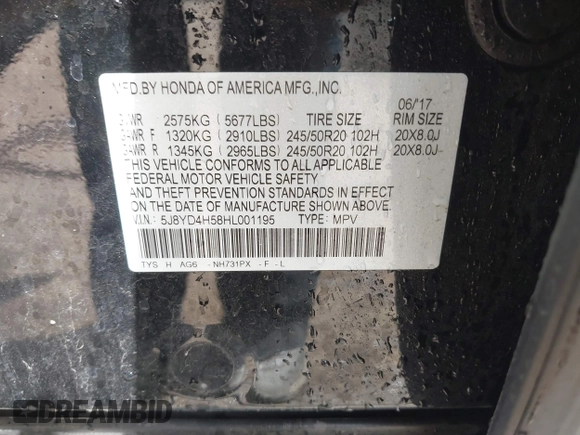 MFD.BY HONDA OF AMERICA MFG.,INC.
06/'17
GVWR 2575KG ( 5677LBS) TIRE SIZE RIM SIZE
GAWR F 1320KG ( 2910LBS) 245/50R20 102H 20X8.0J
GAWR R 1345KG ( 2965LBS) 245/50R20 102H 20X8.0J
THIS VEHICLE CONFORMS TO ALL APPLICABLE
FEDERAL MOTOR VEHICLE SAFETY
AND THEFT PREVENTION STANDARDS IN EFFECT
ON THE DATE OF MANUFACTURE SHOWN ABOVE.
V.I.N.: 5J8YD4H58HL001195 TYPE: MPV
TYS H AG6 -NH731PX -F -L
DREAMBID